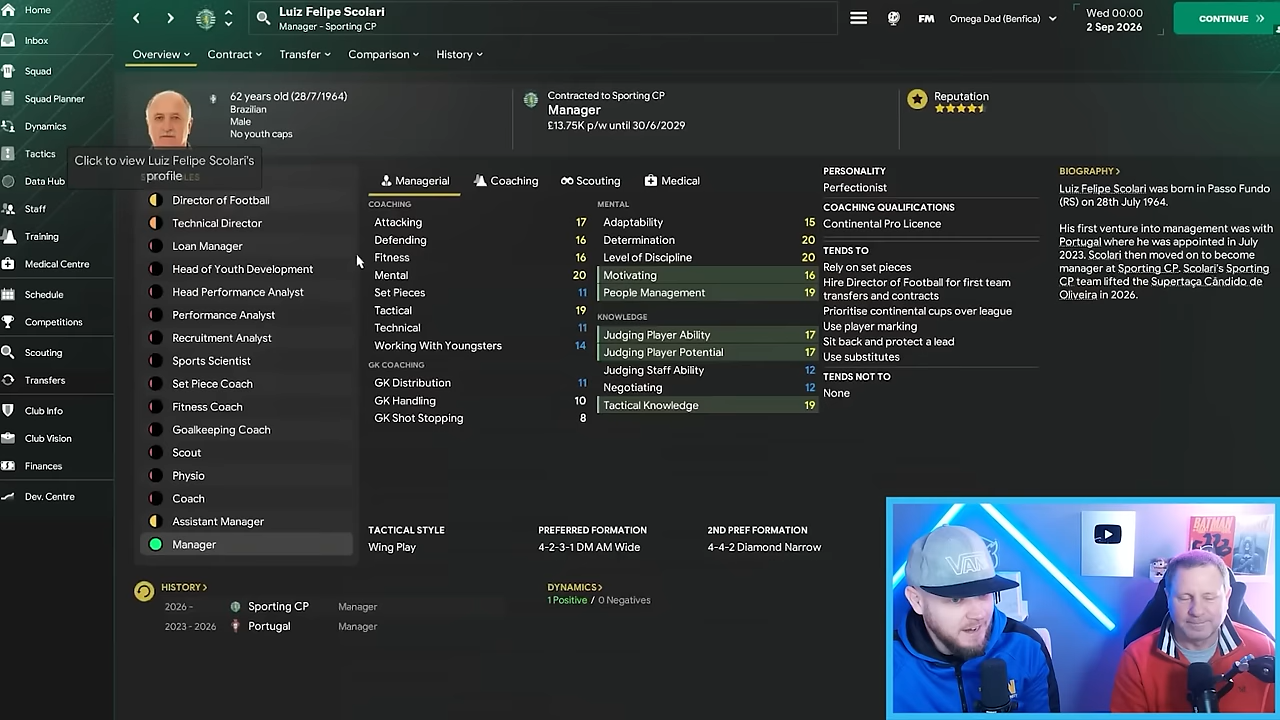 Home
Inbox
Squad
Squad Planner
Dynamics
Tactics
Data Hub
Staff
Training
Medical Centre
Schedule
Competitions
Scouting
Transfers
Club Info
Club Vision
Finances
Dev. Centre
Luiz Felipe Scolari
Manager - Sporting CP
FM
Omega Dad (Benfica)
Wed 00:00
2 Sep 2026
CONTINUE
Overview
Contract
Transfer
Comparison
History
62 years old (28/7/1964)
Brazilian
Male
No youth caps
Contracted to Sporting CP
Manager
£13.75K p/w until 30/6/2029
Reputation
Click to view Luiz Felipe Scolari's
profile
Director of Football
Technical Director
Loan Manager
Head of Youth Development
Head Performance Analyst
Performance Analyst
Recruitment Analyst
Sports Scientist
Set Piece Coach
Fitness Coach
Goalkeeping Coach
Scout
Physio
Coach
Assistant Manager
Manager
Managerial
Coaching
Scouting
Medical
COACHING
Attacking 17
Defending 16
Fitness 16
Mental 20
Set Pieces 11
Tactical 19
Technical 11
Working With Youngsters 14
GK COACHING
GK Distribution 11
GK Handling 10
GK Shot Stopping 8
MENTAL
Adaptability 15
Determination 20
Level of Discipline 20
Motivating 16
People Management 19
KNOWLEDGE
Judging Player Ability 17
Judging Player Potential 17
Judging Staff Ability 12
Negotiating 12
Tactical Knowledge 19
PERSONALITY
Perfectionist
COACHING QUALIFICATIONS
Continental Pro Licence
TENDS TO
Rely on set pieces
Hire Director of Football for first team
transfers and contracts
Prioritise continental cups over league
Use player marking
Sit back and protect a lead
Use substitutes
TENDS NOT TO
None
BIOGRAPHY
Luiz Felipe Scolari was born in Passo Fundo
(RS) on 28th July 1964.
His first venture into management was with
Portugal where he was appointed in July
2023. Scolari then moved on to become
manager at Sporting CP. Scolari's Sporting
CP team lifted the Supertaça Cândido de
Oliveira in 2026.
TACTICAL STYLE
Wing Play
PREFERRED FORMATION
4-2-3-1 DM AM Wide
2ND PREF FORMATION
4-4-2 Diamond Narrow
HISTORY
2026 - Sporting CP Manager
2023 - 2026 Portugal Manager
DYNAMICS
1 Positive / 0 Negatives
VANS
BATMAN